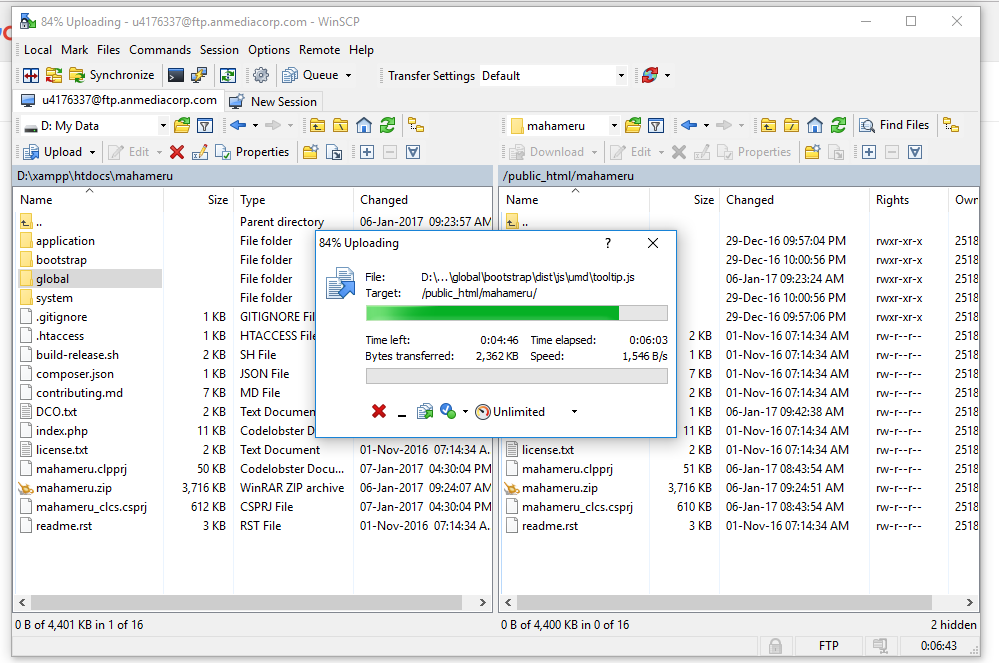 84% Uploading - u4176337@ftp.anmediacorp.com - WinSCP
Local Mark Files Commands Session Options Remote Help
Synchronize Queue Transfer Settings Default
u4176337@ftp.anmediacorp.com New Session
D: My Data mahameru Find Files
Upload Edit Properties Download Edit Properties
D:\xampp\htdocs\mahameru /public_html/mahameru
Name Size Type Changed Name Size Changed Rights Own
.. Parent directory 06-Jan-2017 09:23:57 AM ..
application File folder 29-Dec-16 09:57:04 PM rwxr-xr-x 2518
bootstrap File folder 29-Dec-16 10:00:56 PM rwxr-xr-x 2518
global File folder 06-Jan-17 09:23:24 AM rwxr-xr-x 2518
system File folder 29-Dec-16 10:00:56 PM rwxr-xr-x 2518
.gitignore 1 KB GITIGNORE Fil 29-Dec-16 09:57:06 PM rwxr-xr-x 2518
.htaccess 1 KB HTACCESS File 2 KB 01-Nov-16 07:14:34 AM rw-r--r-- 2518
build-release.sh 2 KB SH File 1 KB 01-Nov-16 07:14:34 AM rw-r--r-- 2518
composer.json 1 KB JSON File 7 KB 01-Nov-16 07:14:34 AM rw-r--r-- 2518
contributing.md 7 KB MD File 2 KB 01-Nov-16 07:14:34 AM rw-r--r-- 2518
DCO.txt 2 KB Text Document 1 KB 06-Jan-17 09:42:38 AM rw-r--r-- 2518
index.php 11 KB Codelobster D 11 KB 01-Nov-16 07:14:34 AM rw-r--r-- 2518
license.txt 2 KB Text Document 01-Nov-2016 07:14:34 A... license.txt 2 KB 01-Nov-16 07:14:34 AM rw-r--r-- 2518
mahameru.clpprj 50 KB Codelobster Docu... 07-Jan-2017 04:30:04 PM mahameru.clpprj 51 KB 06-Jan-17 08:43:54 AM rw-r--r-- 2518
mahameru.zip 3,716 KB WinRAR ZIP archive 06-Jan-2017 09:24:07 AM mahameru.zip 3,716 KB 06-Jan-17 09:24:51 AM rw-r--r-- 2518
mahameru_clcs.csprj 612 KB CSPRJ File 07-Jan-2017 04:30:04 PM mahameru_clcs.csprj 610 KB 06-Jan-17 08:43:54 AM rw-r--r-- 2518
readme.rst 3 KB RST File 01-Nov-2016 07:14:34 A... readme.rst 3 KB 01-Nov-16 07:14:34 AM rw-r--r-- 2518
84% Uploading ?
File: D:\...\global\bootstrap\dist\js\umd\tooltip.js
Target: /public_html/mahameru/
Time left: 0:04:46 Time elapsed: 0:06:03
Bytes transferred: 2,362 KB Speed: 1,546 B/s
Unlimited
0 B of 4,401 KB in 1 of 16 0 B of 4,400 KB in 0 of 16 2 hidden
FTP 0:06:43